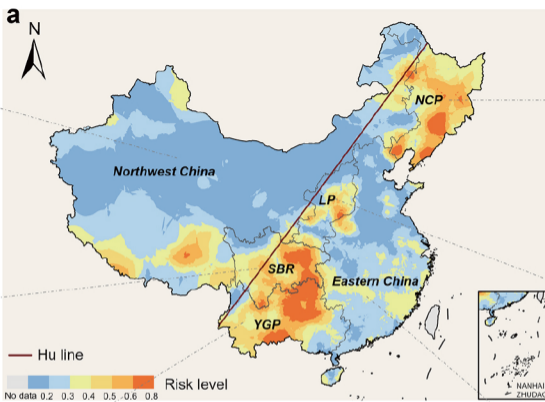 a
N
NCP
Northwest China
LP
SBR
Eastern China
YGP
Hu line
Risk level
No data 0.2 0.3 0.4 0.5 0.6 0.8
NANHAI
ZHUDAO